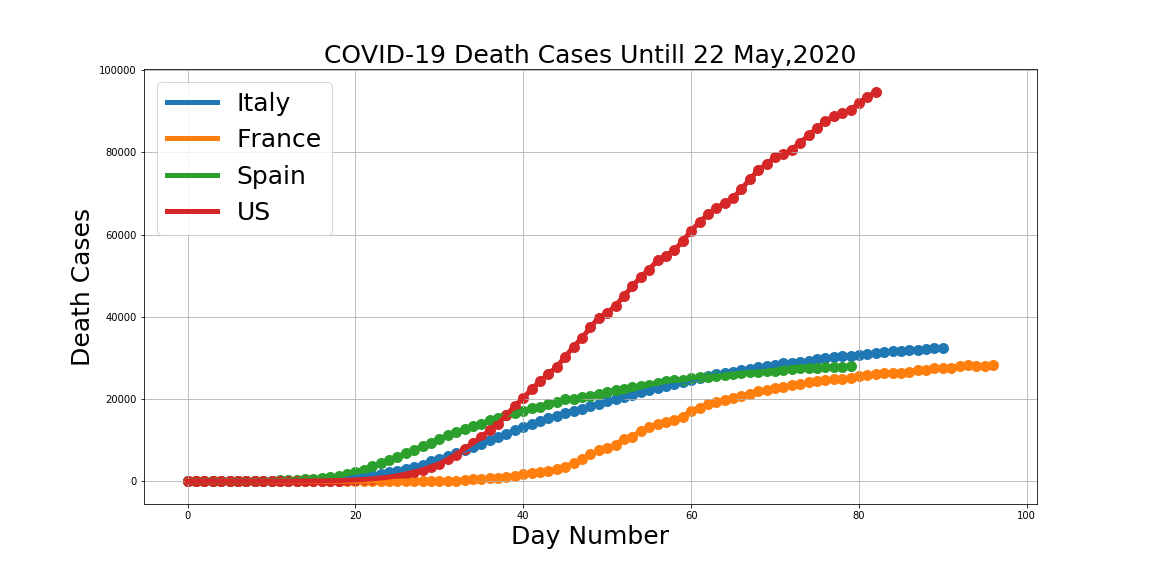 COVID-19 Death Cases Untill 22 May,2020
100000
80000
60000
40000
20000
0
Death Cases
Italy
France
Spain
US
0 20 40 60 80 100
Day Number